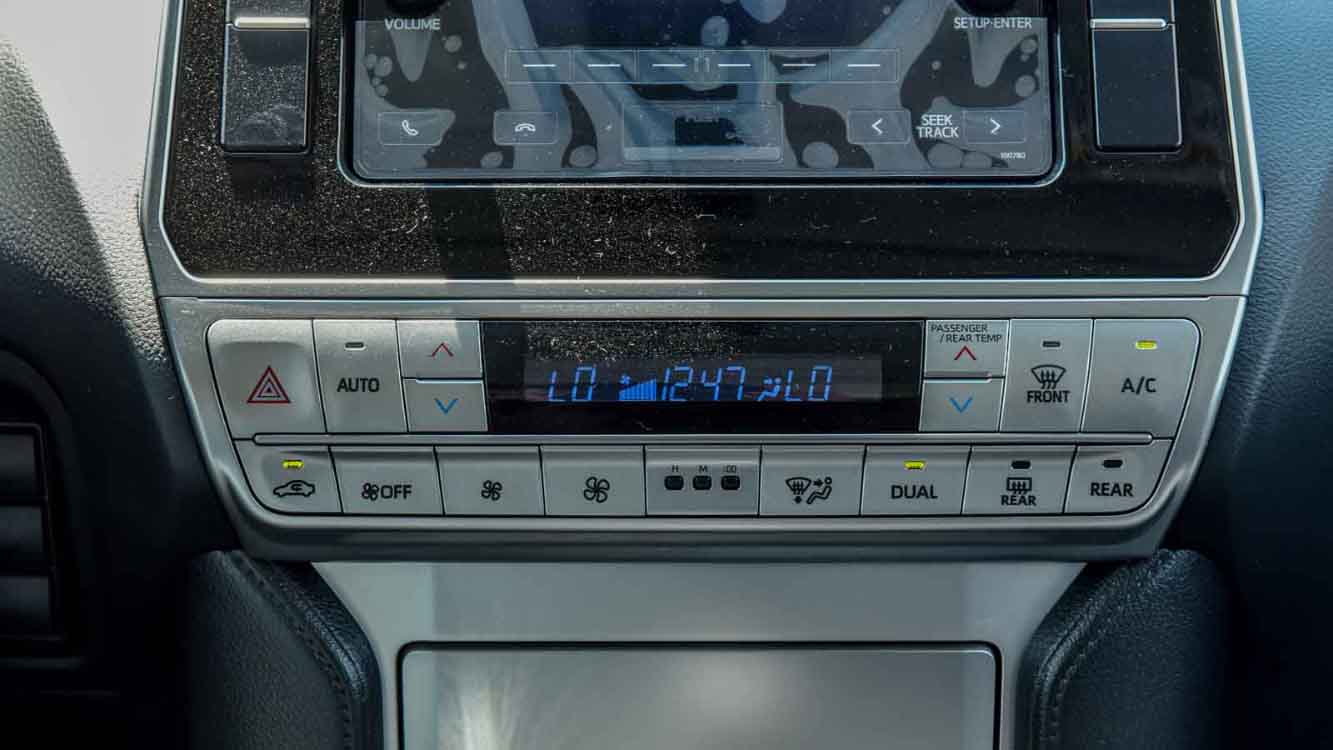 VOLUME
SETUP·ENTER
SEEK
TRACK
PASSENGER
/ REAR TEMP
AUTO
LO 12:47 LO
FRONT
A/C
OFF
H M :00
DUAL
REAR
REAR